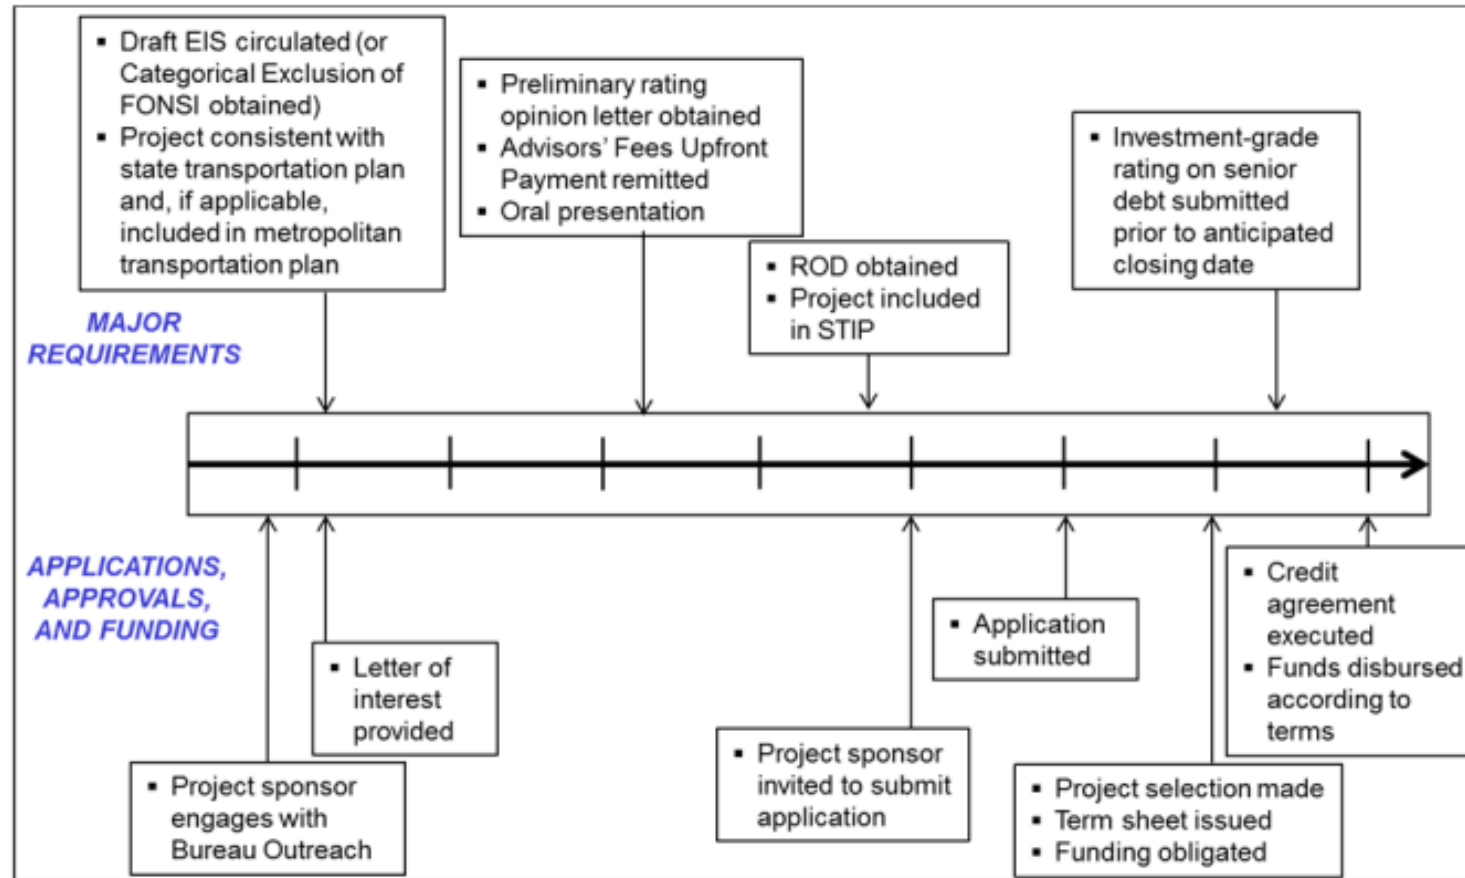 ▪ Draft EIS circulated (or
Categorical Exclusion of
FONSI obtained)
▪ Project consistent with
state transportation plan
and, if applicable,
included in metropolitan
transportation plan
▪ Preliminary rating
opinion letter obtained
▪ Advisors’ Fees Upfront
Payment remitted
▪ Oral presentation
▪ ROD obtained
▪ Project included
in STIP
▪ Investment-grade
rating on senior
debt submitted
prior to anticipated
closing date
MAJOR
REQUIREMENTS
APPLICATIONS,
APPROVALS,
AND FUNDING
▪ Project sponsor
engages with
Bureau Outreach
▪ Letter of
interest
provided
▪ Project sponsor
invited to submit
application
▪ Application
submitted
▪ Project selection made
▪ Term sheet issued
▪ Funding obligated
▪ Credit
agreement
executed
▪ Funds disbursed
according to
terms